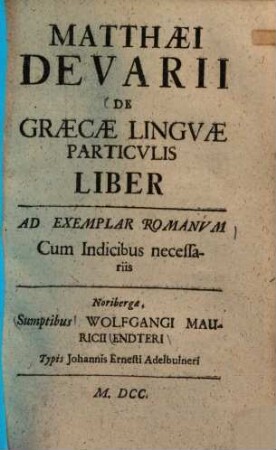 MATTHÆI
DEVARII
DE
GRÆCÆ LINGVÆ
PARTICVLIS
LIBER
AD EXEMPLAR ROMANVM
Cum Indicibus necessa-
riis
Noribergæ,
Sumptibus WOLFGANGI MAU-
RICII ENDTERI
Typis Johannis Ernesti Adelbulneri
M. DCC.